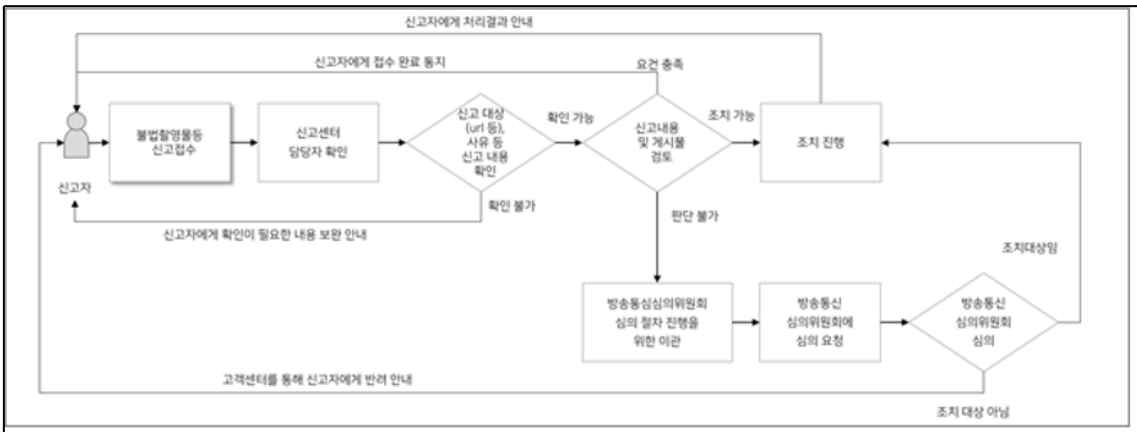 신고자에게 처리결과 안내
신고자에게 접수 완료 통지
요건 충족
신고자
불법촬영물등
신고접수
신고센터
담당자 확인
신고 대상
(url 등),
사유 등
신고 내용
확인
확인 가능
신고내용
및 게시물
검토
조치 가능
조치 진행
확인 불가
신고자에게 확인이 필요한 내용 보완 안내
판단 불가
방송통심심의위원회
심의 절차 진행을
위한 이관
방송통신
심의위원회에
심의 요청
방송통신
심의위원회
심의
조치대상임
고객센터를 통해 신고자에게 반려 안내
조치 대상 아님